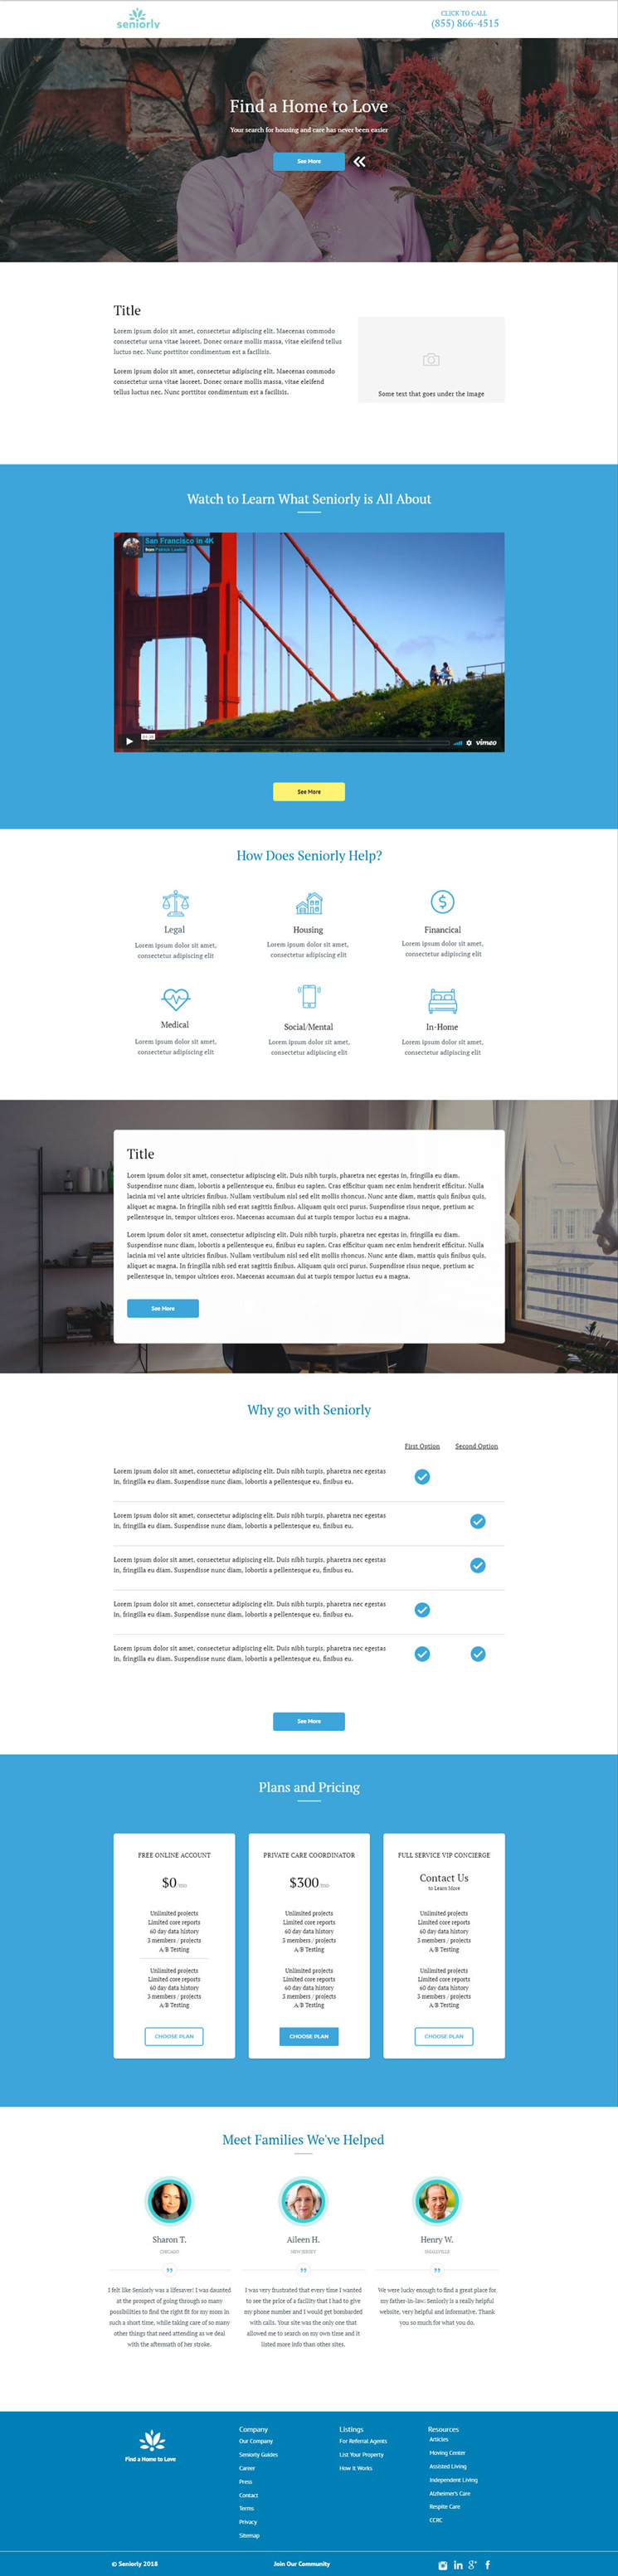 seniorly
CLICK TO CALL
(855) 866-4515
Find a Home to Love
Your search for housing and care has never been easier
See More
Title
Lorem ipsum dolor sit amet, consectetur adipiscing elit. Maecenas commodo
consectetur urna vitae laoreet. Donec ornare mollis massa, vitae eleifend tellus
luctus nec. Nunc porttitor condimentum est a facilisis.
Lorem ipsum dolor sit amet, consectetur adipiscing elit. Maecenas commodo
consectetur urna vitae laoreet. Donec ornare mollis massa, vitae eleifend
tellus luctus nec. Nunc porttitor condimentum est a facilisis.
Some text that goes under the image
Watch to Learn What Seniorly is All About
San Francisco in 4K
from Patrick Lawler
vimeo
See More
How Does Seniorly Help?
Legal
Lorem ipsum dolor sit amet,
consectetur adipiscing elit
Housing
Lorem ipsum dolor sit amet,
consectetur adipiscing elit
Financical
Lorem ipsum dolor sit amet,
consectetur adipiscing elit
Medical
Lorem ipsum dolor sit amet,
consectetur adipiscing elit
Social/Mental
Lorem ipsum dolor sit amet,
consectetur adipiscing elit
In-Home
Lorem ipsum dolor sit amet,
consectetur adipiscing elit
Title
Lorem ipsum dolor sit amet, consectetur adipiscing elit. Duis nibh turpis, pharetra nec egestas in, fringilla eu diam.
Suspendisse nunc diam, lobortis a pellentesque eu, finibus eu sapien. Cras efficitur quam nec enim hendrerit efficitur. Nulla
lacinia mi vel ante ultricies finibus. Nullam vestibulum nisl sed elit mollis rhoncus. Nunc ante diam, mattis quis finibus quis,
aliquet ac magna. In fringilla nibh sed erat sagittis finibus. Aliquam quis orci purus. Suspendisse risus neque, pretium ac
pellentesque in, tempor ultrices eros. Maecenas accumsan dui at turpis tempor luctus eu a magna.
Lorem ipsum dolor sit amet, consectetur adipiscing elit. Duis nibh turpis, pharetra nec egestas in, fringilla eu diam.
Suspendisse nunc diam, lobortis a pellentesque eu, finibus eu sapien. Cras efficitur quam nec enim hendrerit efficitur. Nulla
lacinia mi vel ante ultricies finibus. Nullam vestibulum nisl sed elit mollis rhoncus. Nunc ante diam, mattis quis finibus quis,
aliquet ac magna. In fringilla nibh sed erat sagittis finibus. Aliquam quis orci purus. Suspendisse risus neque, pretium ac
pellentesque in, tempor ultrices eros. Maecenas accumsan dui at turpis tempor luctus eu a magna.
See More
Why go with Seniorly
First Option
Second Option
Lorem ipsum dolor sit amet, consectetur adipiscing elit. Duis nibh turpis, pharetra nec egestas
in, fringilla eu diam. Suspendisse nunc diam, lobortis a pellentesque eu, finibus eu.
Lorem ipsum dolor sit amet, consectetur adipiscing elit. Duis nibh turpis, pharetra nec egestas
in, fringilla eu diam. Suspendisse nunc diam, lobortis a pellentesque eu, finibus eu.
Lorem ipsum dolor sit amet, consectetur adipiscing elit. Duis nibh turpis, pharetra nec egestas
in, fringilla eu diam. Suspendisse nunc diam, lobortis a pellentesque eu, finibus eu.
Lorem ipsum dolor sit amet, consectetur adipiscing elit. Duis nibh turpis, pharetra nec egestas
in, fringilla eu diam. Suspendisse nunc diam, lobortis a pellentesque eu, finibus eu.
Lorem ipsum dolor sit amet, consectetur adipiscing elit. Duis nibh turpis, pharetra nec egestas
in, fringilla eu diam. Suspendisse nunc diam, lobortis a pellentesque eu, finibus eu.
See More
Plans and Pricing
FREE ONLINE ACCOUNT
$0
Unlimited projects
Limited core reports
60 day data history
3 members / projects
A/B Testing
Unlimited projects
Limited core reports
60 day data history
3 members / projects
A/B Testing
CHOOSE PLAN
PRIVATE CARE COORDINATOR
$300
Unlimited projects
Limited core reports
60 day data history
3 members / projects
A/B Testing
Unlimited projects
Limited core reports
60 day data history
3 members / projects
A/B Testing
CHOOSE PLAN
FULL SERVICE VIP CONCIERGE
Contact Us
to Learn More
Unlimited projects
Limited core reports
60 day data history
3 members / projects
A/B Testing
Unlimited projects
Limited core reports
60 day data history
3 members / projects
A/B Testing
CHOOSE PLAN
Meet Families We've Helped
Sharon T.
CHICAGO
I felt like Seniorly was a lifesaver! I was daunted
at the prospect of going through so many
possibilities to find the right fit for my mom in
such a short time, while taking care of so many
other things that need attending as we deal
with the aftermath of her stroke.
Aileen H.
NEW JERSEY
I was very frustrated that every time I wanted
to see the price of a facility that I had to give
my phone number and I would get bombarded
with calls. Your site was the only one that
allowed me to search on my own time and it
listed more info than other sites.
Henry W.
SMALLVILLE
We were lucky enough to find a great place for
my father-in-law. Seniorly is a really helpful
website, very helpful and informative. Thank
you so much for what you do.
Find a Home to Love
Company
Our Company
Seniorly Guides
Career
Press
Contact
Terms
Privacy
Sitemap
Listings
For Referral Agents
List Your Property
How it Works
Resources
Articles
Moving Center
Assisted Living
Independent Living
Alzheimer's Care
Respite Care
CCRC
© Seniorly 2018
Join Our Community